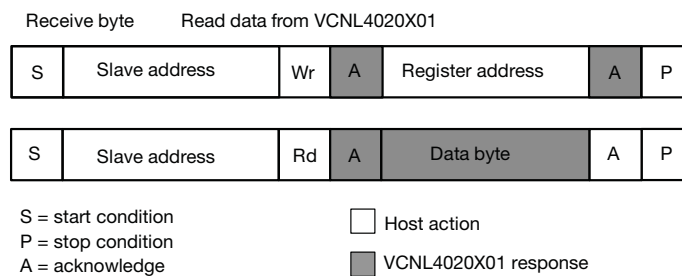 Receive byte Read data from VCNL4020X01
S Slave address Wr A Register address A P
S Slave address Rd A Data byte A P
S = start condition
P = stop condition
A = acknowledge
Host action
VCNL4020X01 response